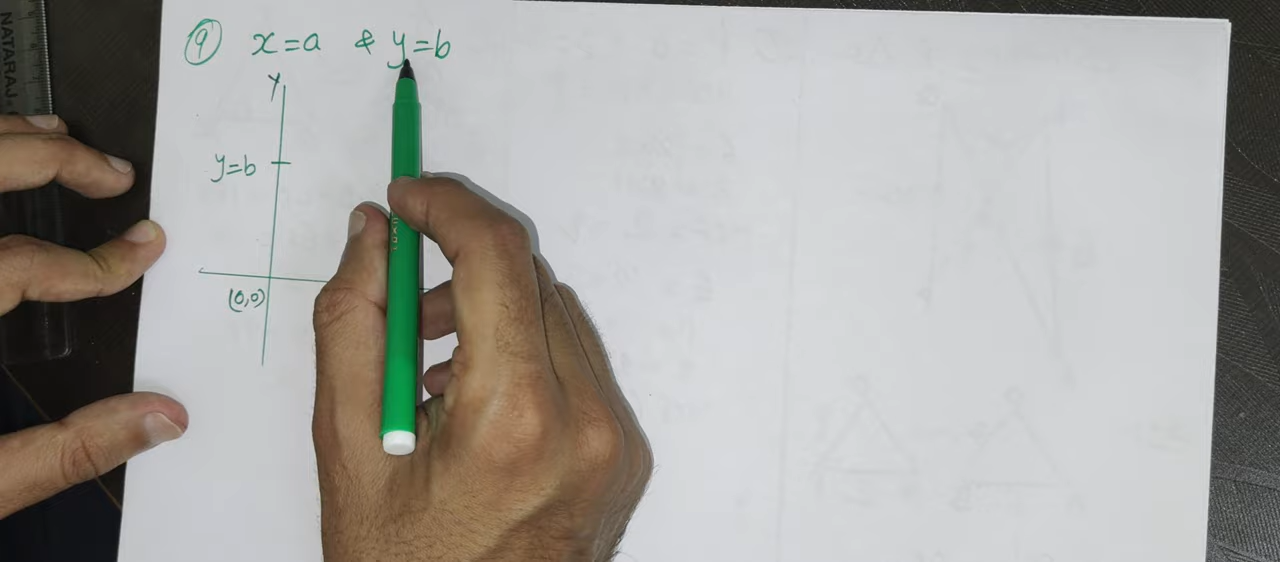 9 x=a & y=b
Y
y=b
(0,0)
NATARAJ